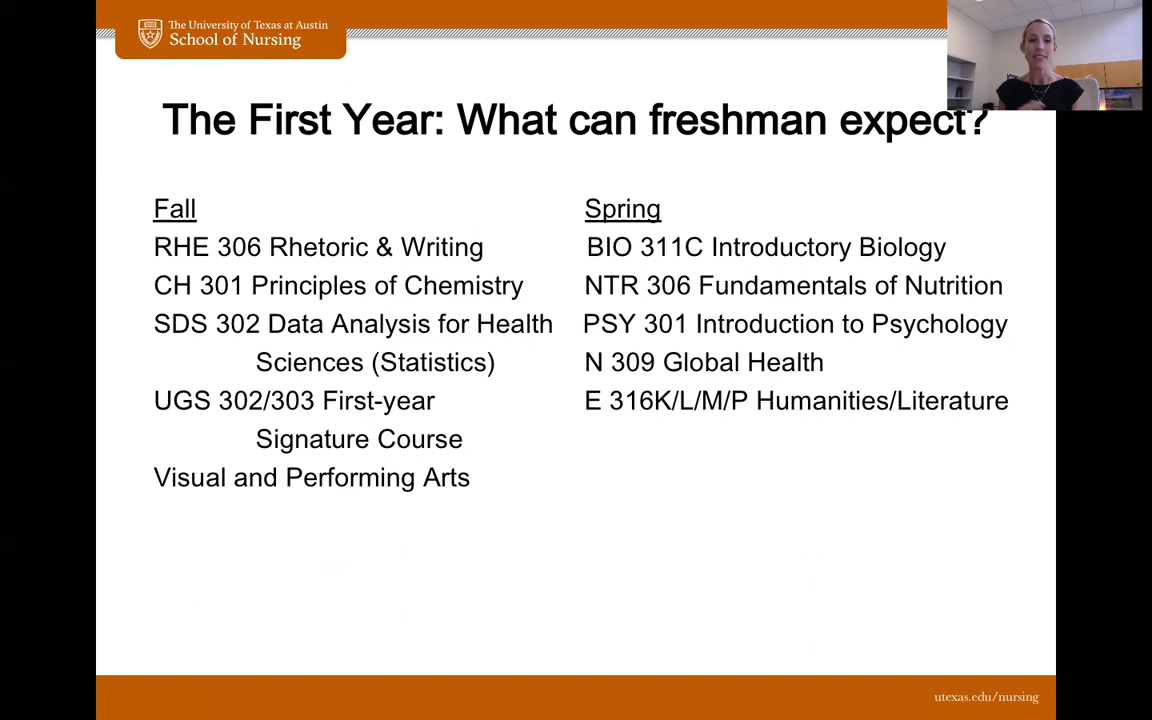 The University of Texas at Austin
School of Nursing
The First Year: What can freshman expect?
Fall
RHE 306 Rhetoric & Writing
CH 301 Principles of Chemistry
SDS 302 Data Analysis for Health
Sciences (Statistics)
UGS 302/303 First-year
Signature Course
Visual and Performing Arts
Spring
BIO 311C Introductory Biology
NTR 306 Fundamentals of Nutrition
PSY 301 Introduction to Psychology
N 309 Global Health
E 316K/L/M/P Humanities/Literature
utexas.edu/nursing